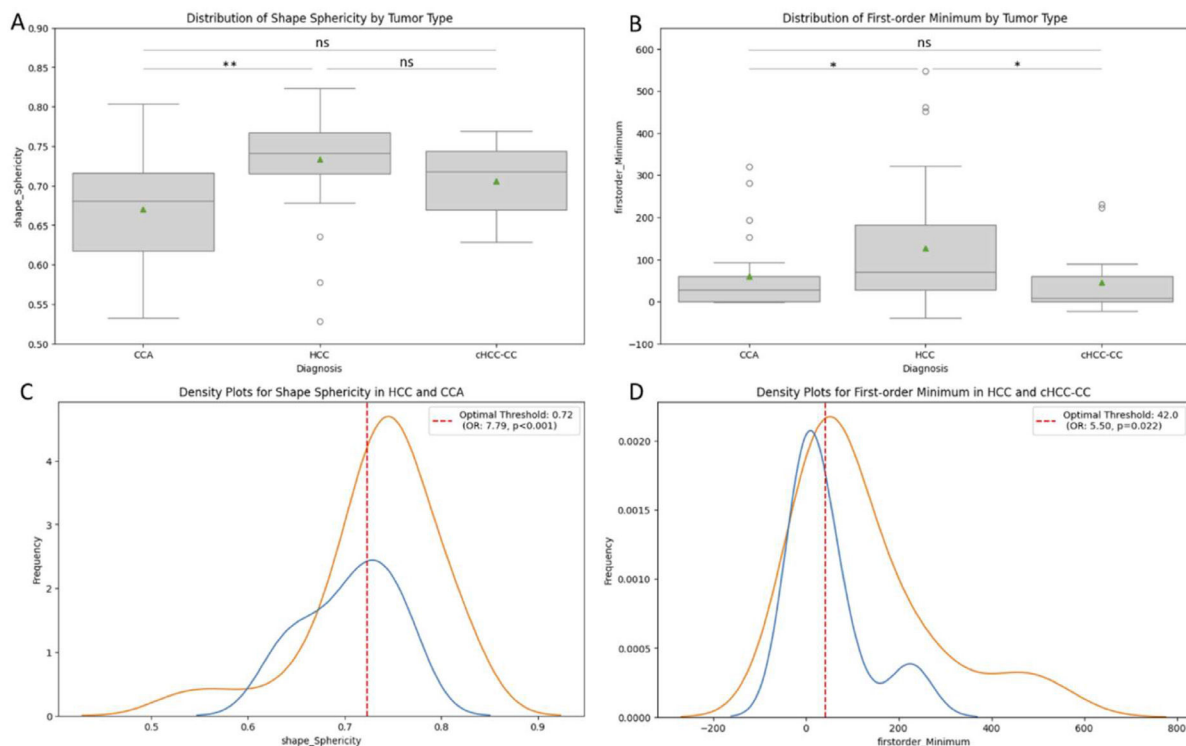 A
Distribution of Shape Sphericity by Tumor Type
ns
**
ns
0.90
0.85
0.80
0.75
0.70
0.65
0.60
0.55
0.50
shape_Sphericity
CCA
HCC
cHCC-CC
Diagnosis
B
Distribution of First-order Minimum by Tumor Type
ns
*
*
600
500
400
300
200
100
0
−100
firstorder_Minimum
CCA
HCC
cHCC-CC
Diagnosis
C
Density Plots for Shape Sphericity in HCC and CCA
Optimal Threshold: 0.72
(OR: 7.79, p<0.001)
4
3
2
1
0
Frequency
0.5
0.6
0.7
0.8
0.9
shape_Sphericity
D
Density Plots for First-order Minimum in HCC and cHCC-CC
Optimal Threshold: 42.0
(OR: 5.50, p=0.022)
0.0020
0.0015
0.0010
0.0005
0.0000
Frequency
−200
0
200
400
600
800
firstorder_Minimum